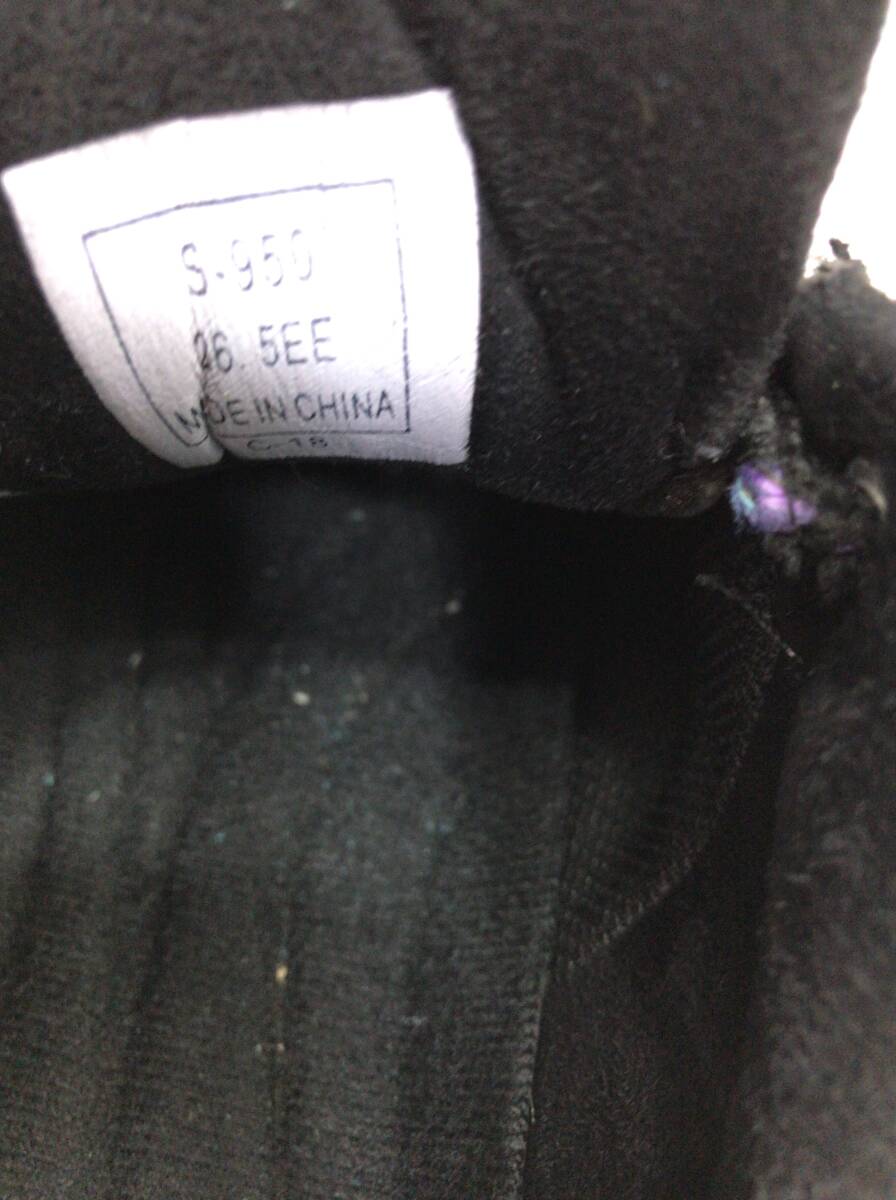 S-950
26. 5EE
MADE IN CHINA
C-18